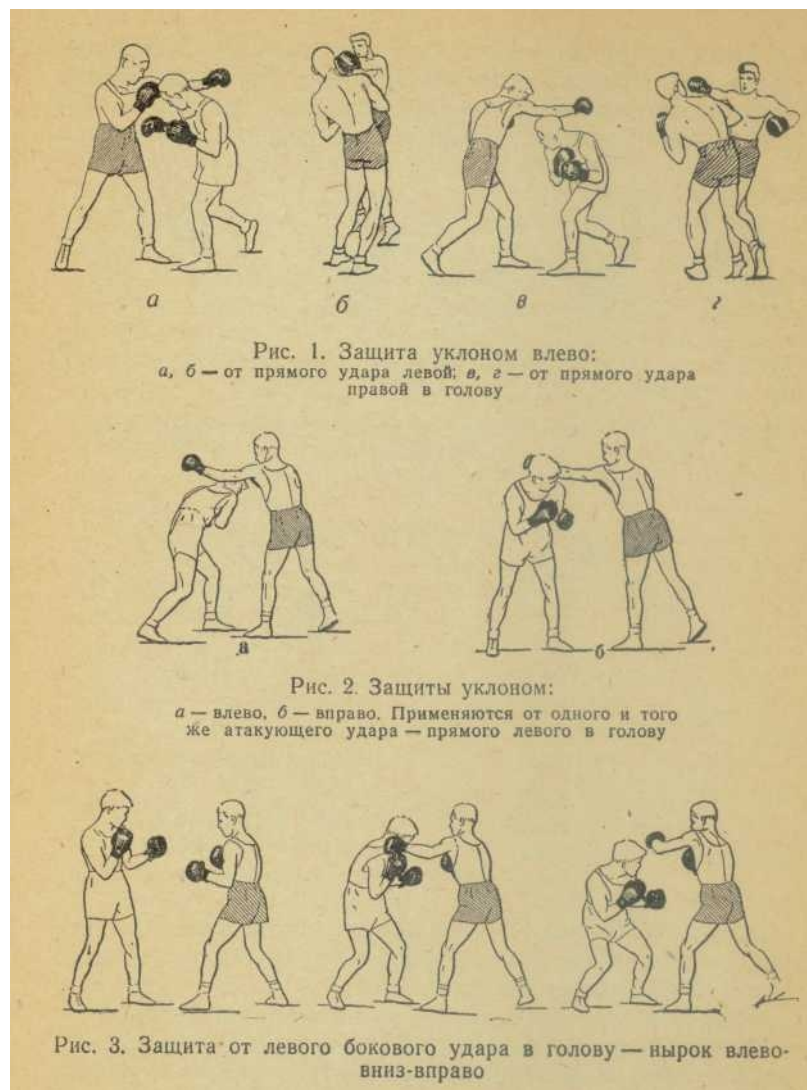 а б в г
Рис. 1. Защита уклоном влево:
а, б — от прямого удара левой; в, г — от прямого удара
правой в голову
а б
Рис. 2. Защиты уклоном:
а — влево, б — вправо. Применяются от одного и того
же атакующего удара — прямого левого в голову
Рис. 3. Защита от левого бокового удара в голову — нырок влево-
вниз-вправо